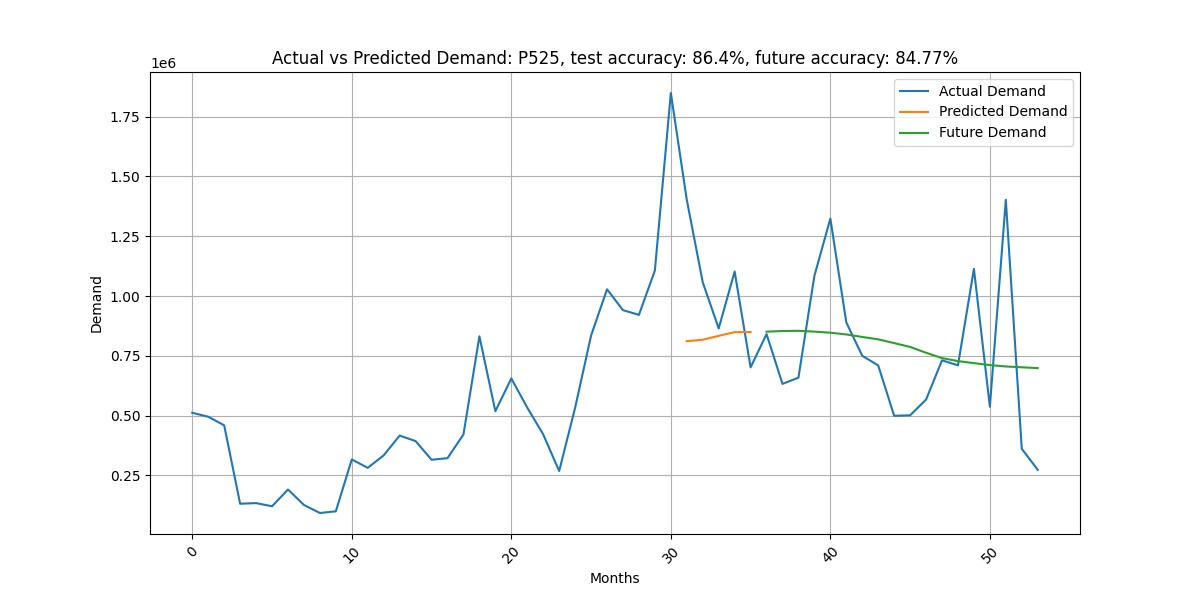 Actual vs Predicted Demand: P525, test accuracy: 86.4%, future accuracy: 84.77%
1e6
Actual Demand
Predicted Demand
Future Demand
1.75
1.50
1.25
1.00
0.75
0.50
0.25
Demand
0
10
20
30
40
50
Months